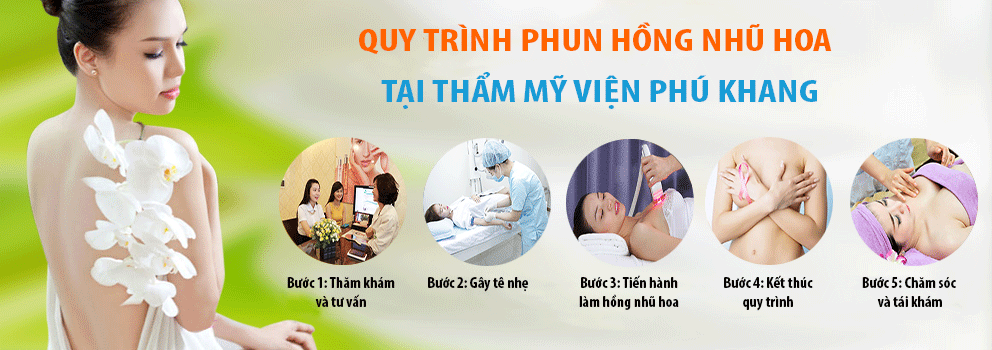 QUY TRÌNH PHUN HỒNG NHŨ HOA
TẠI THẨM MỸ VIỆN PHÚ KHANG
Bước 1: Thăm khám
và tư vấn
Bước 2: Gây tê nhẹ
Bước 3: Tiến hành
làm hồng nhũ hoa
Bước 4: Kết thúc
quy trình
Bước 5: Chăm sóc
và tái khám